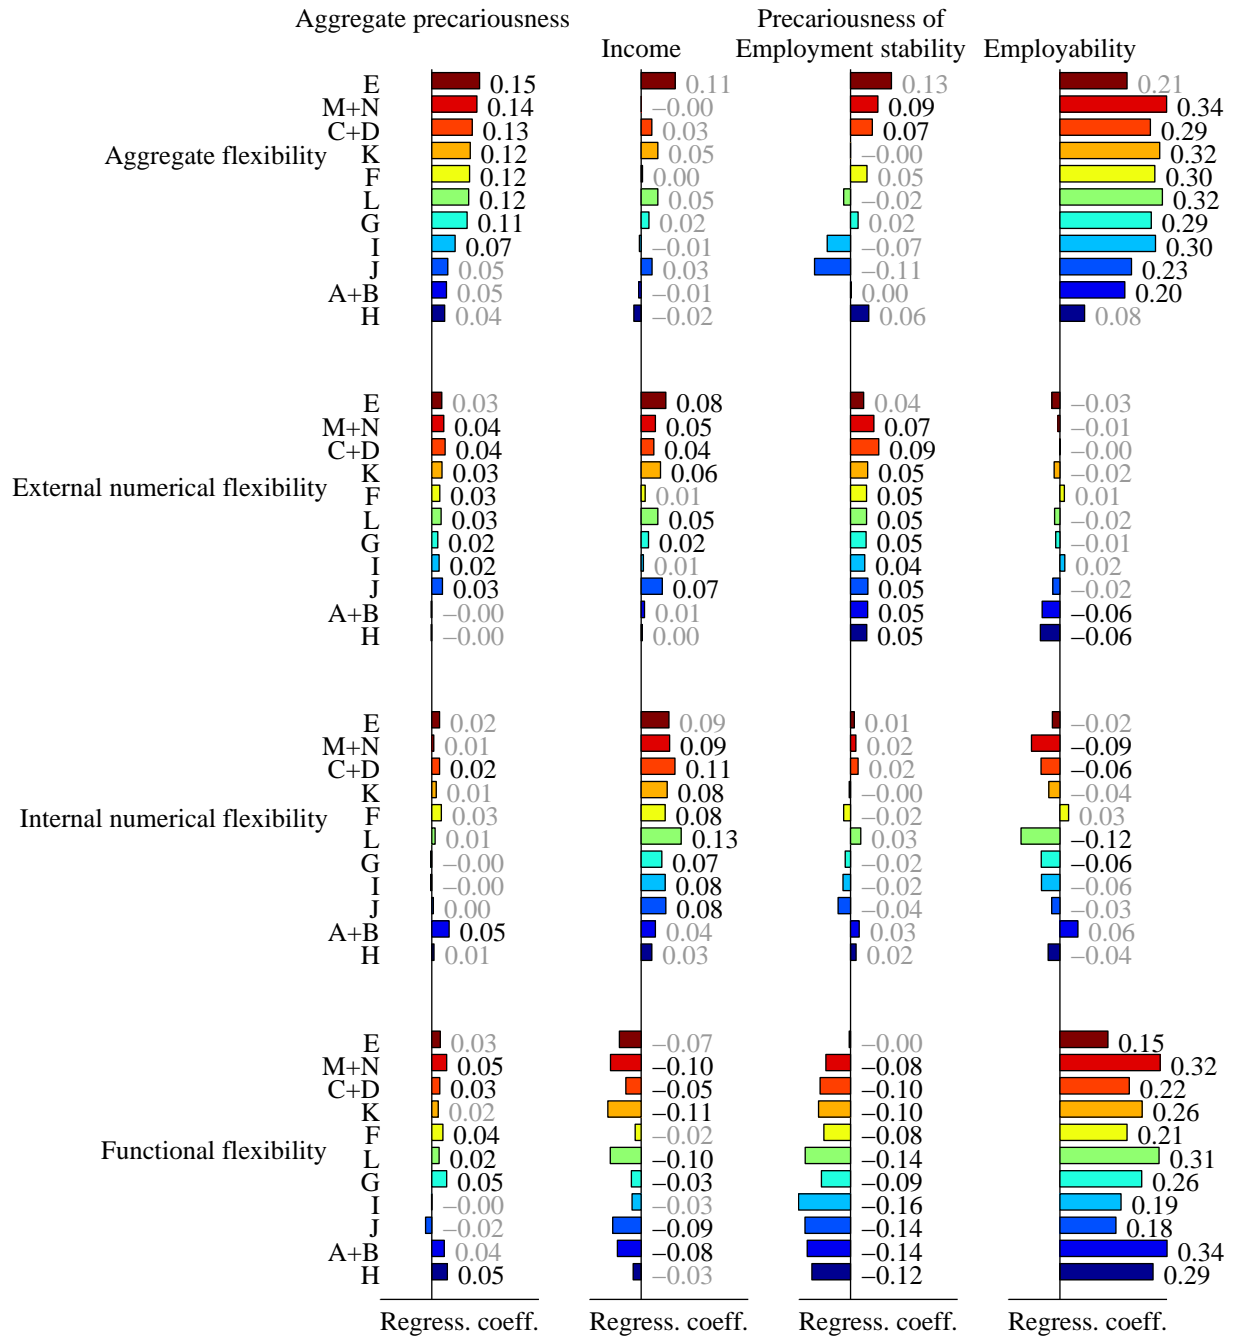 Aggregate precariousness Precariousness of
Income Employment stability Employability
E 0.15 0.11 0.13 0.21
M+N 0.14 –0.00 0.09 0.34
C+D 0.13 0.03 0.07 0.29
Aggregate flexibility K 0.12 0.05 –0.00 0.32
F 0.12 0.00 0.05 0.30
L 0.12 0.05 –0.02 0.32
G 0.11 0.02 0.02 0.29
I 0.07 –0.01 –0.07 0.30
J 0.05 0.03 –0.11 0.23
A+B 0.05 –0.01 0.00 0.20
H 0.04 –0.02 0.06 0.08
E 0.03 0.08 0.04 –0.03
M+N 0.04 0.05 0.07 –0.01
C+D 0.04 0.04 0.09 –0.00
External numerical flexibility K 0.03 0.06 0.05 –0.02
F 0.03 0.01 0.05 0.01
L 0.03 0.05 0.05 –0.02
G 0.02 0.02 0.05 –0.01
I 0.02 0.01 0.04 0.02
J 0.03 0.07 0.05 –0.02
A+B –0.00 0.01 0.05 –0.06
H –0.00 0.00 0.05 –0.06
E 0.02 0.09 0.01 –0.02
M+N 0.01 0.09 0.02 –0.09
C+D 0.02 0.11 0.02 –0.06
K 0.01 0.08 –0.00 –0.04
Internal numerical flexibility F 0.03 0.08 –0.02 0.03
L 0.01 0.13 0.03 –0.12
G –0.00 0.07 –0.02 –0.06
I –0.00 0.08 –0.02 –0.06
J 0.00 0.08 –0.04 –0.03
A+B 0.05 0.04 0.03 0.06
H 0.01 0.03 0.02 –0.04
E 0.03 –0.07 –0.00 0.15
M+N 0.05 –0.10 –0.08 0.32
C+D 0.03 –0.05 –0.10 0.22
K 0.02 –0.11 –0.10 0.26
F 0.04 –0.02 –0.08 0.21
Functional flexibility L 0.02 –0.10 –0.14 0.31
G 0.05 –0.03 –0.09 0.26
I –0.00 –0.03 –0.16 0.19
J –0.02 –0.09 –0.14 0.18
A+B 0.04 –0.08 –0.14 0.34
H 0.05 –0.03 –0.12 0.29
Regress. coeff. Regress. coeff. Regress. coeff. Regress. coeff.